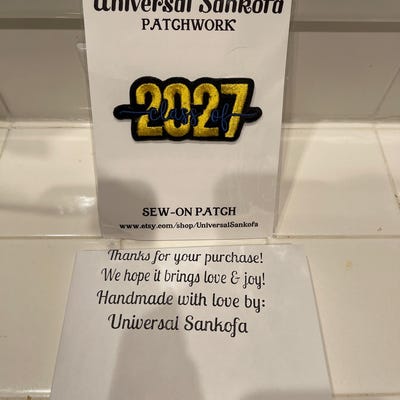 Universal Sankofa
PATCHWORK
2027
class of
SEW-ON PATCH
www.etsy.com/shop/UniversalSankofa
Thanks for your purchase!
We hope it brings love & joy!
Handmade with love by:
Universal Sankofa